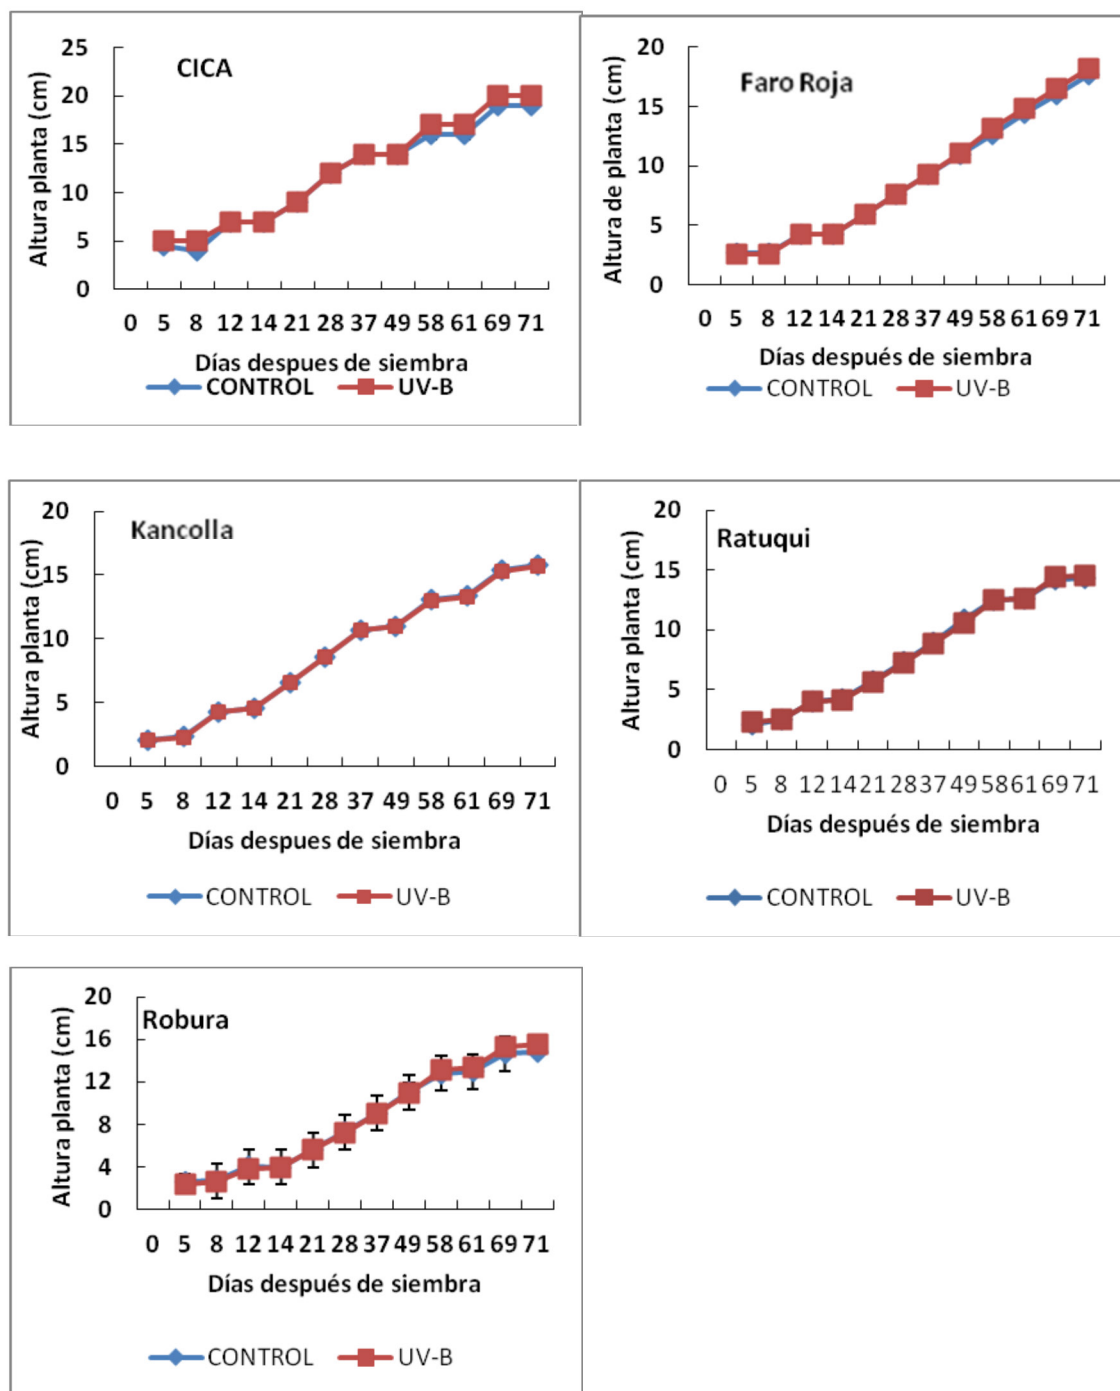 CICA
Altura planta (cm)
25
20
15
10
5
0
0 5 8 12 14 21 28 37 49 58 61 69 71
Días despues de siembra
CONTROL UV-B
Faro Roja
Altura de planta (cm)
20
15
10
5
0
0 5 8 12 14 21 28 37 49 58 61 69 71
Días después de siembra
CONTROL UV-B
Kancolla
Altura planta (cm)
20
15
10
5
0
0 5 8 12 14 21 28 37 49 58 61 69 71
Días despues de siembra
CONTROL UV-B
Ratuqui
Altura planta (cm)
20
15
10
5
0
0 5 8 12 14 21 28 37 49 58 61 69 71
Días después de siembra
CONTROL UV-B
Robura
Altura planta (cm)
20
16
12
8
4
0
0 5 8 12 14 21 28 37 49 58 61 69 71
Días después de siembra
CONTROL UV-B